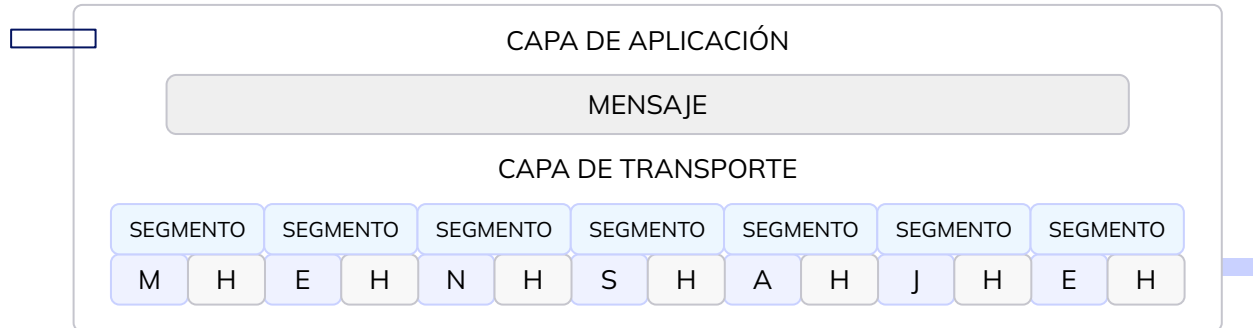 CAPA DE APLICACIÓN
MENSAJE
CAPA DE TRANSPORTE
SEGMENTO SEGMENTO SEGMENTO SEGMENTO SEGMENTO SEGMENTO SEGMENTO
M H E H N H S H A H J H E H